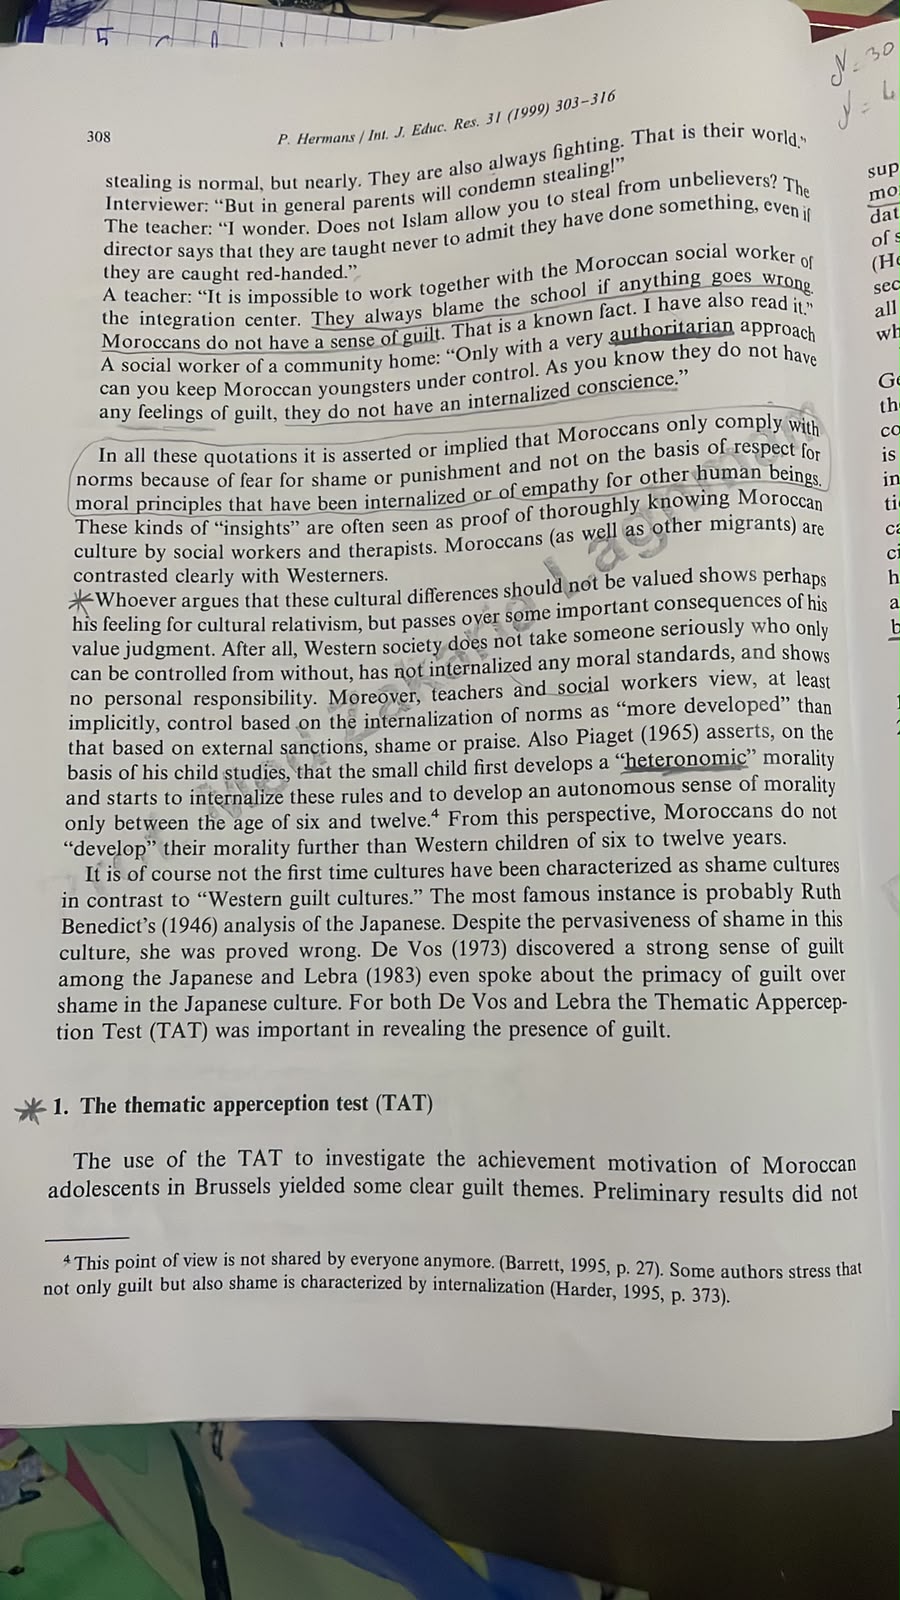 308
P. Hermans / Int. J. Educ. Res. 31 (1999) 303–316
stealing is normal, but nearly. They are also always fighting. That is their world."
Interviewer: "But in general parents will condemn stealing!"
The teacher: "I wonder. Does not Islam allow you to steal from unbelievers? The
director says that they are taught never to admit they have done something, even if
they are caught red-handed."
A teacher: "It is impossible to work together with the Moroccan social worker of
the integration center. They always blame the school if anything goes wrong.
Moroccans do not have a sense of guilt. That is a known fact. I have also read it."
A social worker of a community home: "Only with a very authoritarian approach
can you keep Moroccan youngsters under control. As you know they do not have
any feelings of guilt, they do not have an internalized conscience."
In all these quotations it is asserted or implied that Moroccans only comply with
norms because of fear for shame or punishment and not on the basis of respect for
moral principles that have been internalized or of empathy for other human beings.
These kinds of "insights" are often seen as proof of thoroughly knowing Moroccan
culture by social workers and therapists. Moroccans (as well as other migrants) are
contrasted clearly with Westerners.
Whoever argues that these cultural differences should not be valued shows perhaps
his feeling for cultural relativism, but passes over some important consequences of his
value judgment. After all, Western society does not take someone seriously who only
can be controlled from without, has not internalized any moral standards, and shows
no personal responsibility. Moreover, teachers and social workers view, at least
implicitly, control based on the internalization of norms as "more developed" than
that based on external sanctions, shame or praise. Also Piaget (1965) asserts, on the
basis of his child studies, that the small child first develops a "heteronomic" morality
and starts to internalize these rules and to develop an autonomous sense of morality
only between the age of six and twelve.⁴ From this perspective, Moroccans do not
"develop" their morality further than Western children of six to twelve years.
It is of course not the first time cultures have been characterized as shame cultures
in contrast to "Western guilt cultures." The most famous instance is probably Ruth
Benedict's (1946) analysis of the Japanese. Despite the pervasiveness of shame in this
culture, she was proved wrong. De Vos (1973) discovered a strong sense of guilt
among the Japanese and Lebra (1983) even spoke about the primacy of guilt over
shame in the Japanese culture. For both De Vos and Lebra the Thematic Appercep-
tion Test (TAT) was important in revealing the presence of guilt.
1. The thematic apperception test (TAT)
The use of the TAT to investigate the achievement motivation of Moroccan
adolescents in Brussels yielded some clear guilt themes. Preliminary results did not
⁴ This point of view is not shared by everyone anymore. (Barrett, 1995, p. 27). Some authors stress that
not only guilt but also shame is characterized by internalization (Harder, 1995, p. 373).